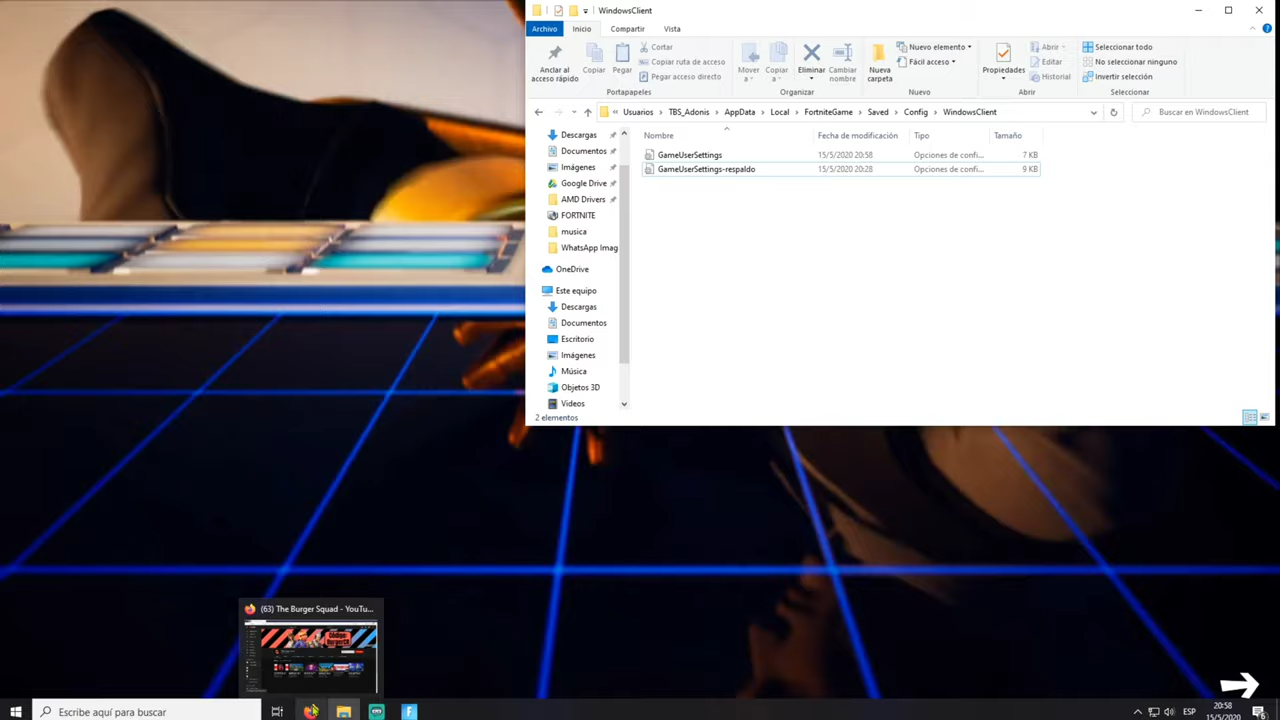 WindowsClient
Archivo
Inicio
Compartir
Vista
Anclar al acceso rápido
Copiar
Pegar
Cortar
Copiar ruta de acceso
Pegar acceso directo
Portapapeles
Mover a
Copiar a
Eliminar
Cambiar nombre
Organizar
Nueva carpeta
Nuevo elemento
Fácil acceso
Nuevo
Propiedades
Abrir
Editar
Historial
Abrir
Seleccionar todo
No seleccionar ninguno
Invertir selección
Seleccionar
« Usuarios > TBS_Adonis > AppData > Local > FortniteGame > Saved > Config > WindowsClient
Buscar en WindowsClient
Nombre Fecha de modificación Tipo Tamaño
GameUserSettings 15/5/2020 20:58 Opciones de confi... 7 KB
GameUserSettings-respaldo 15/5/2020 20:28 Opciones de confi... 9 KB
Descargas
Documentos
Imágenes
Google Drive
AMD Drivers
FORTNITE
musica
WhatsApp Imag
OneDrive
Este equipo
Descargas
Documentos
Escritorio
Imágenes
Música
Objetos 3D
Videos
2 elementos
(63) The Burger Squad - YouTu...
Escribe aquí para buscar
ESP
20:58
15/5/2020